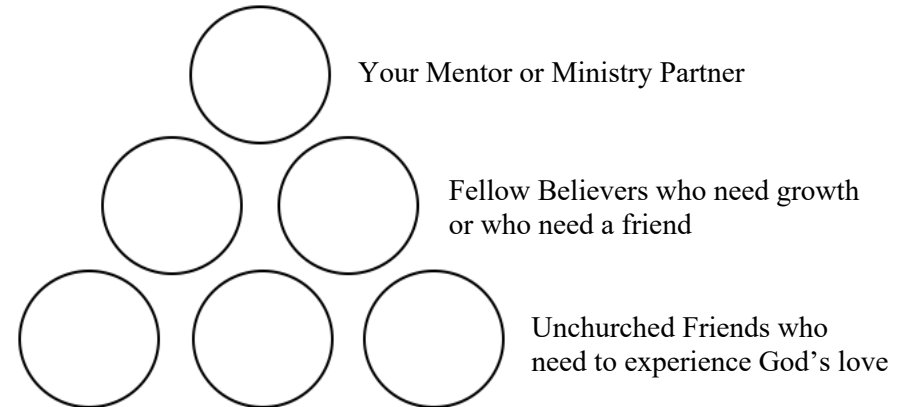 Your Mentor or Ministry Partner
Fellow Believers who need growth
or who need a friend
Unchurched Friends who
need to experience God’s love